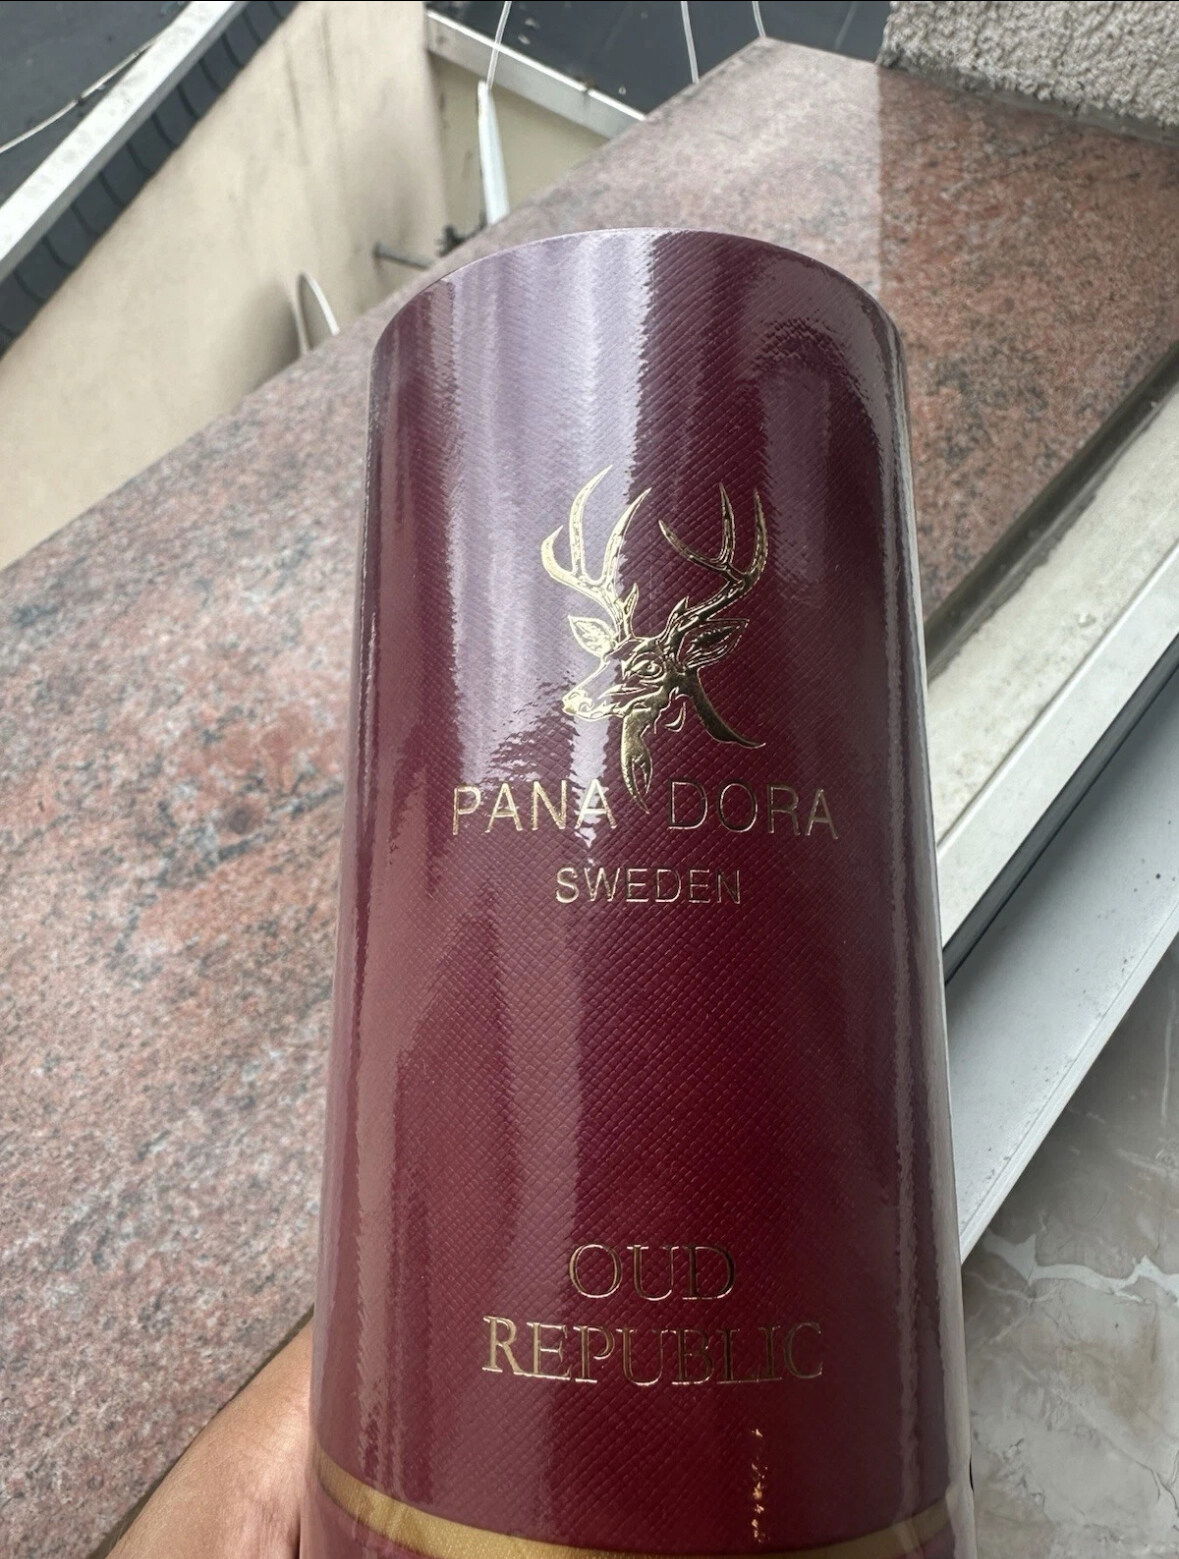 PANA DORA
SWEDEN
OUD
REPUBLIC